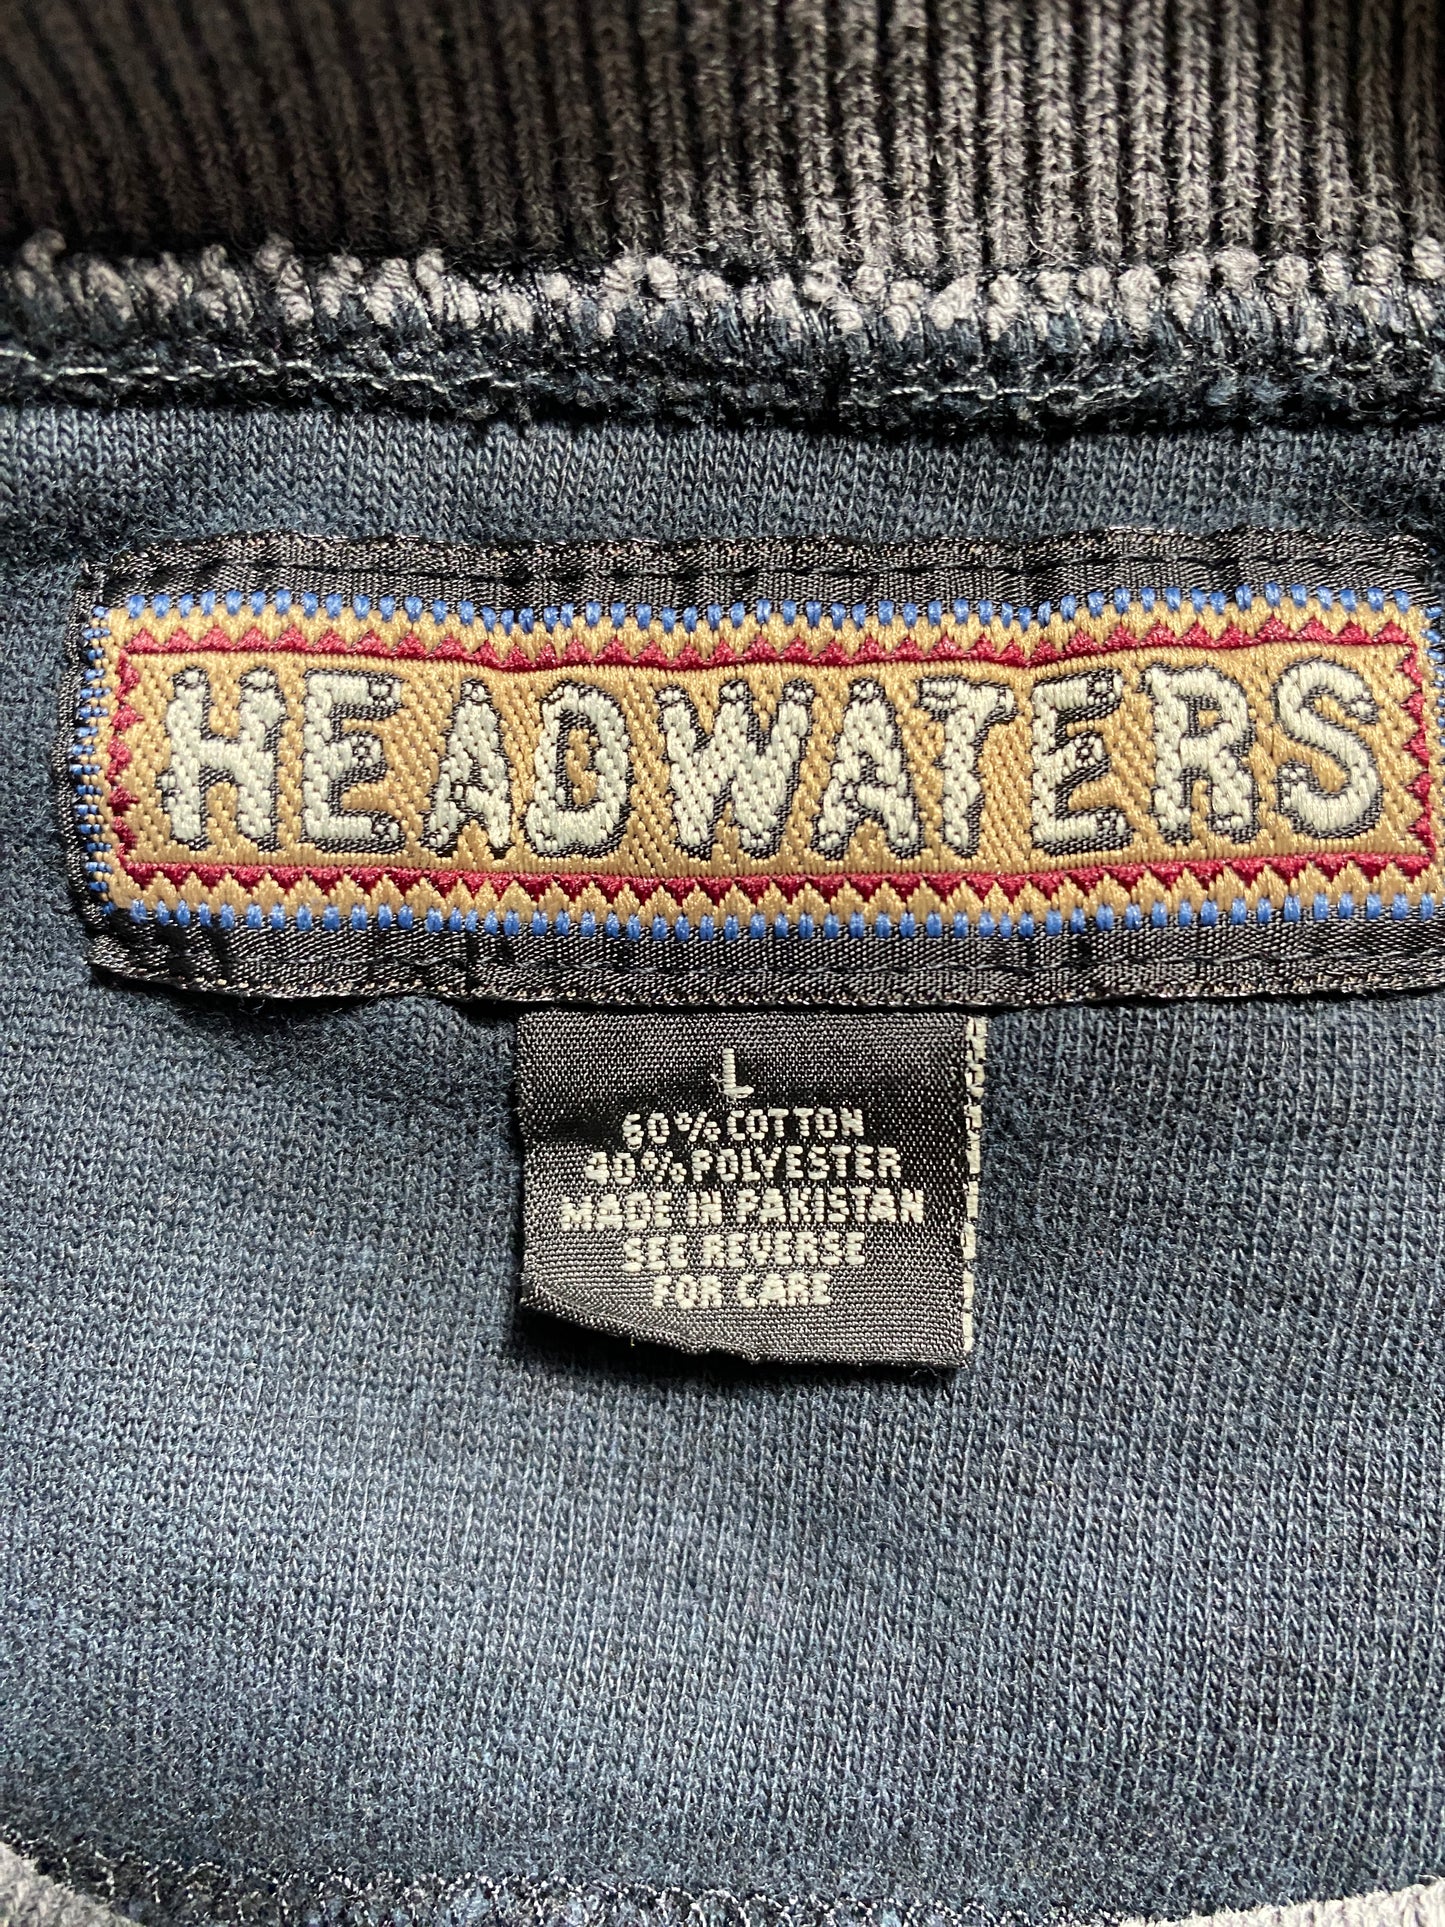 HEADWATERS
L
60% COTTON
40% POLYESTER
MADE IN PAKISTAN
SEE REVERSE
FOR CARE